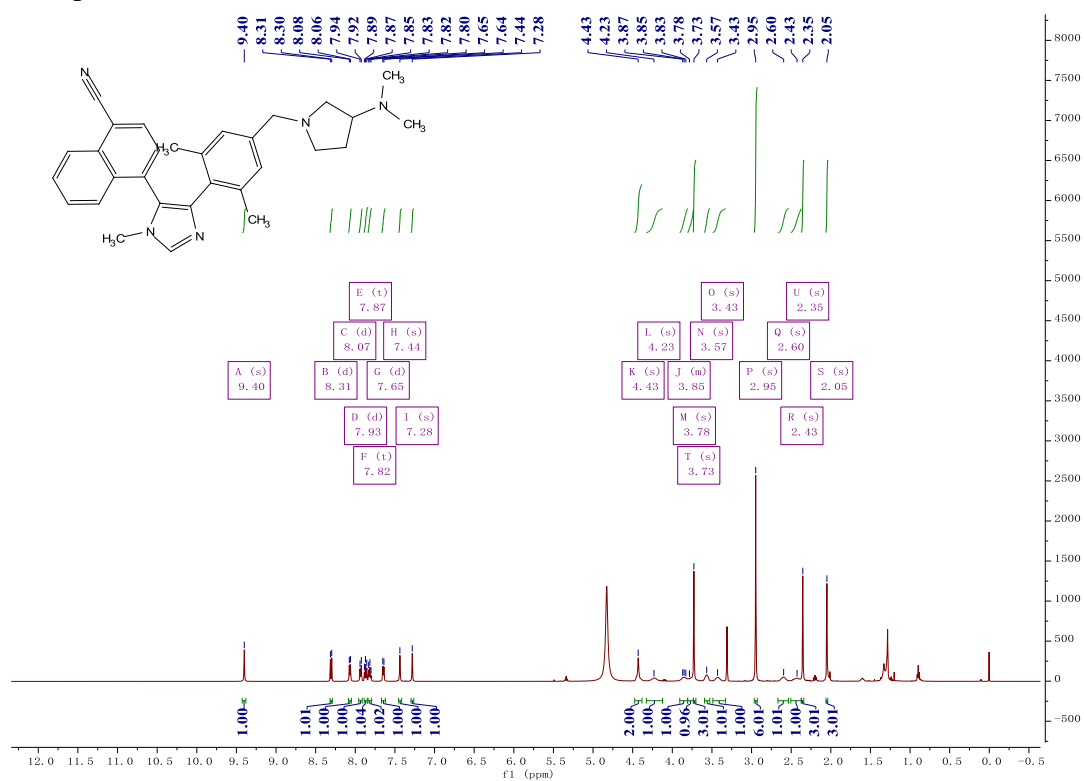 9.40 8.31 8.30 8.08 8.06 7.94 7.92 7.89 7.87 7.85 7.83 7.82 7.80 7.65 7.64 7.44 7.28 4.43 4.23 3.87 3.85 3.83 3.78 3.73 3.57 3.43 2.95 2.60 2.43 2.35 2.05
N
CH3
N
CH3
N
H3C
CH3
H3C
N
N
E (t)
7.87
O (s)
3.43
U (s)
2.35
C (d)
8.07
H (s)
7.44
L (s)
4.23
N (s)
3.57
Q (s)
2.60
A (s)
9.40
B (d)
8.31
G (d)
7.65
K (s)
4.43
J (m)
3.85
P (s)
2.95
S (s)
2.05
D (d)
7.93
I (s)
7.28
M (s)
3.78
R (s)
2.43
F (t)
7.82
T (s)
3.73
8000
7500
7000
6500
6000
5500
5000
4500
4000
3500
3000
2500
2000
1500
1000
500
0
-500
1.00 1.01 1.00 1.00 1.04 1.02 1.00 1.00 1.00 2.00 1.00 1.00 0.96 3.01 1.01 1.00 6.01 1.01 1.00 3.01 3.01
12.0 11.5 11.0 10.5 10.0 9.5 9.0 8.5 8.0 7.5 7.0 6.5 6.0 5.5 5.0 4.5 4.0 3.5 3.0 2.5 2.0 1.5 1.0 0.5 0.0 -0.5
f1 (ppm)